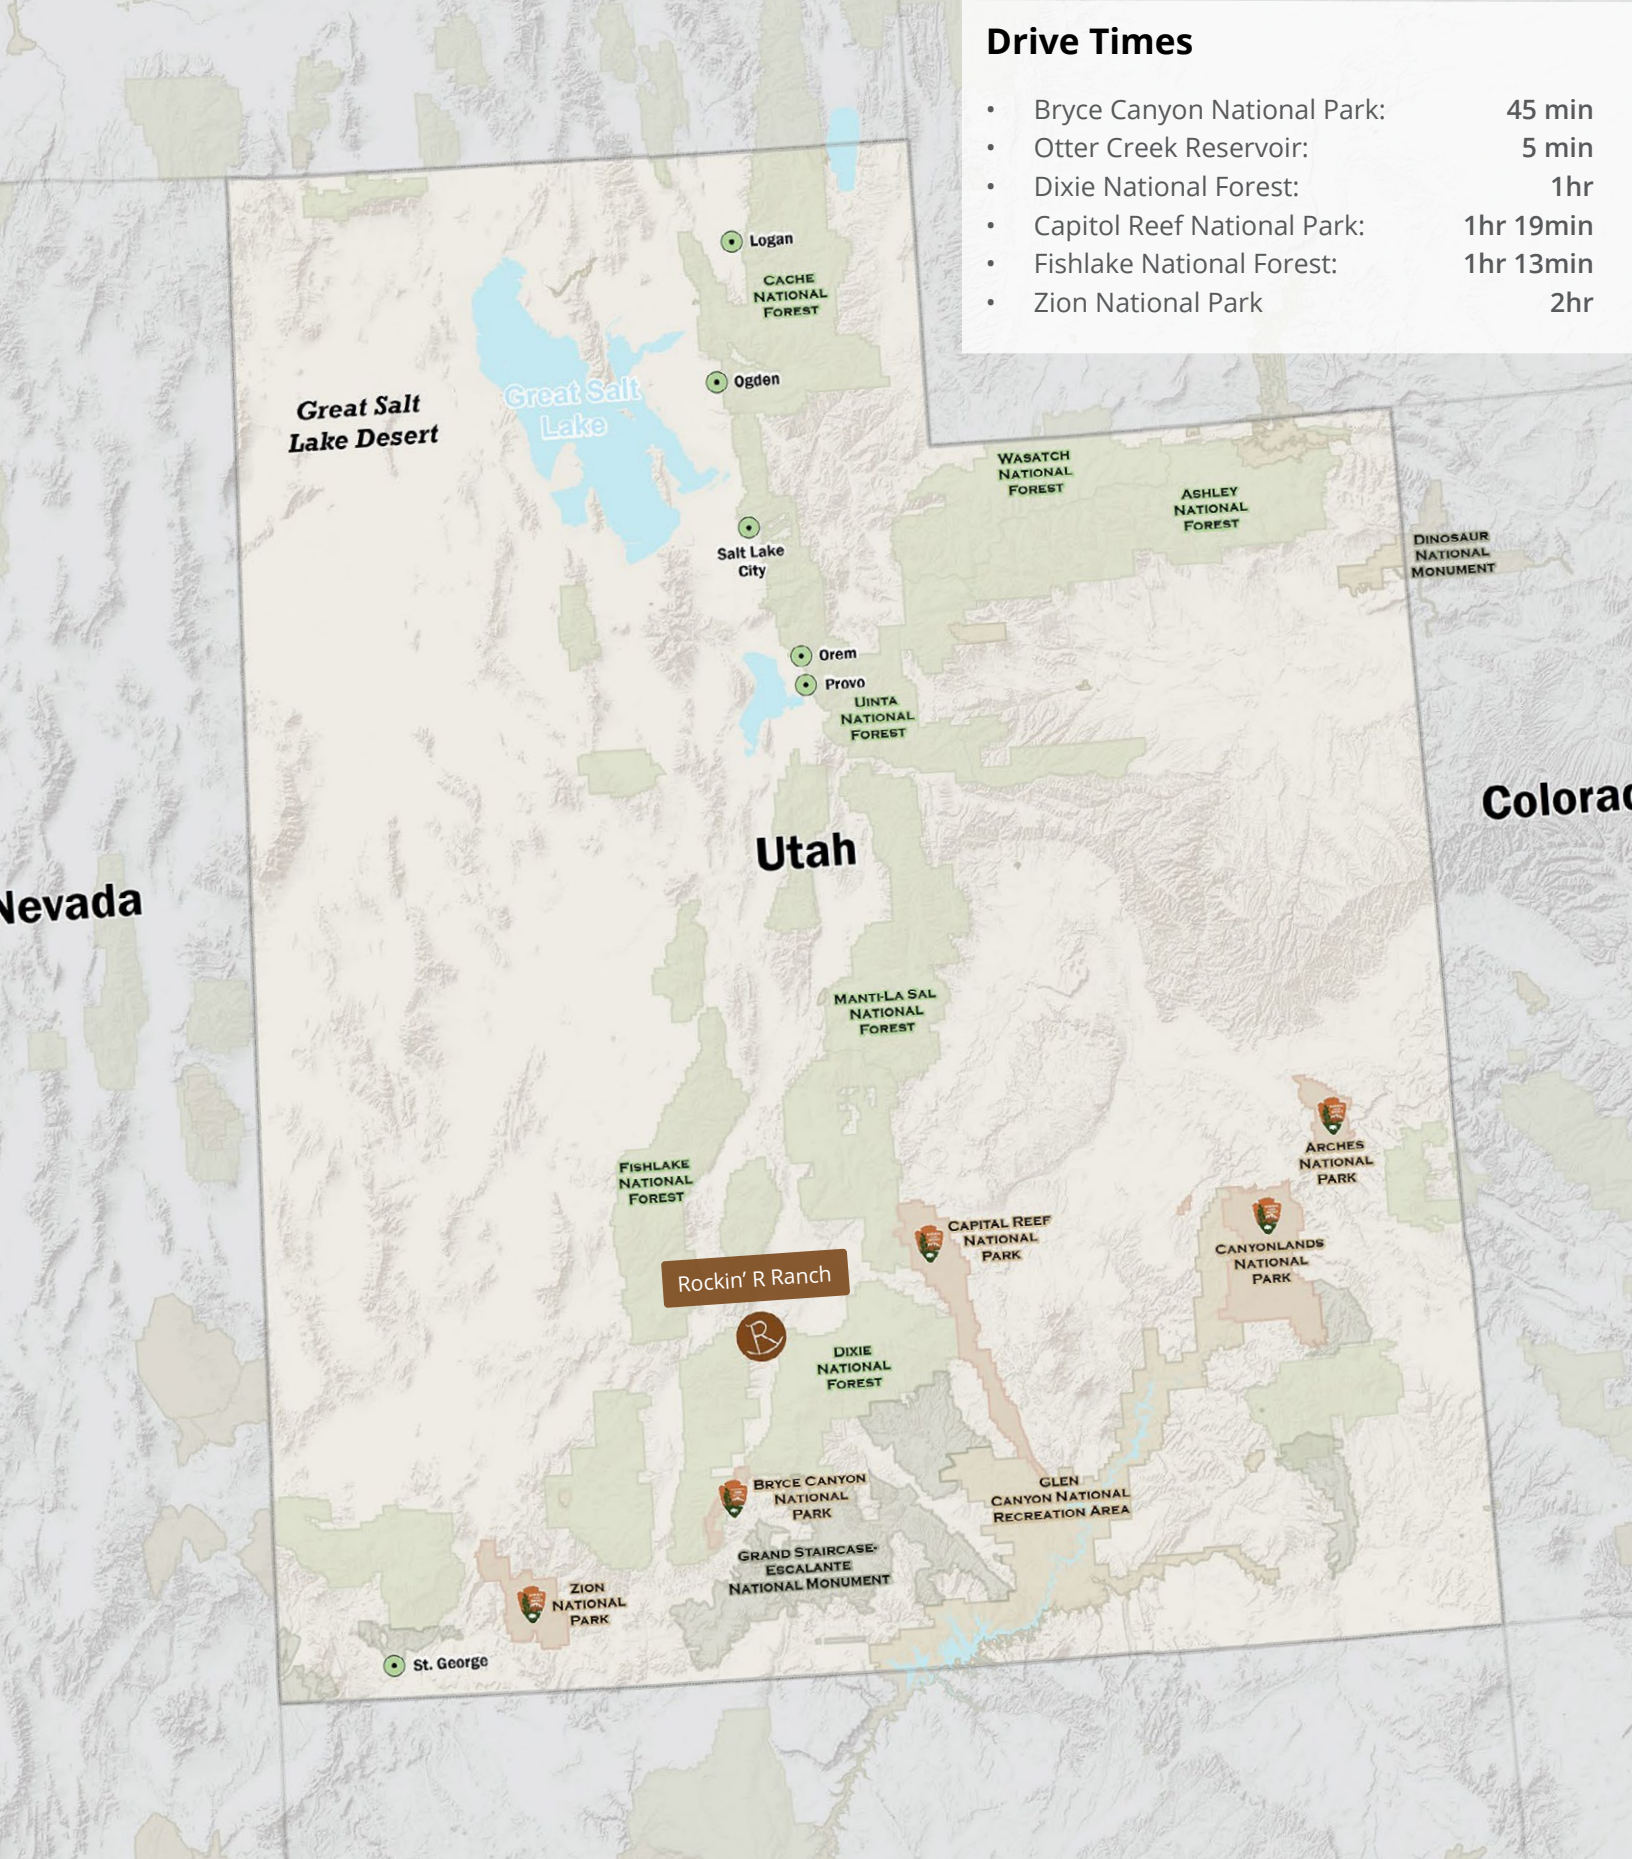 Drive Times
• Bryce Canyon National Park: 45 min
• Otter Creek Reservoir: 5 min
• Dixie National Forest: 1hr
• Capitol Reef National Park: 1hr 19min
• Fishlake National Forest: 1hr 13min
• Zion National Park 2hr
Logan
CACHE
NATIONAL
FOREST
Ogden
Great Salt
Lake
Great Salt
Lake Desert
WASATCH
NATIONAL
FOREST
ASHLEY
NATIONAL
FOREST
Salt Lake
City
DINOSAUR
NATIONAL
MONUMENT
Orem
Provo
UINTA
NATIONAL
FOREST
Colorad
Utah
Nevada
MANTI-LA SAL
NATIONAL
FOREST
ARCHES
NATIONAL
PARK
FISHLAKE
NATIONAL
FOREST
CAPITAL REEF
NATIONAL
PARK
CANYONLANDS
NATIONAL
PARK
Rockin’ R Ranch
R
DIXIE
NATIONAL
FOREST
BRYCE CANYON
NATIONAL
PARK
GLEN
CANYON NATIONAL
RECREATION AREA
GRAND STAIRCASE-
ESCALANTE
NATIONAL MONUMENT
ZION
NATIONAL
PARK
St. George